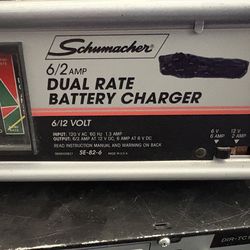 Schumacher®
6/2 AMP
DUAL RATE
BATTERY CHARGER
6/12 VOLT
INPUT: 120 V AC, 60 Hz, 1.3 AMP
OUTPUT: 6/2 AMP AT 12 V DC, 6 AMP AT 6 V DC
READ INSTRUCTION MANUAL AND WARNING ON BACK
SE-82-6
MADE IN U.S.A.
6 V 12 V
6 AMP 2 AMP